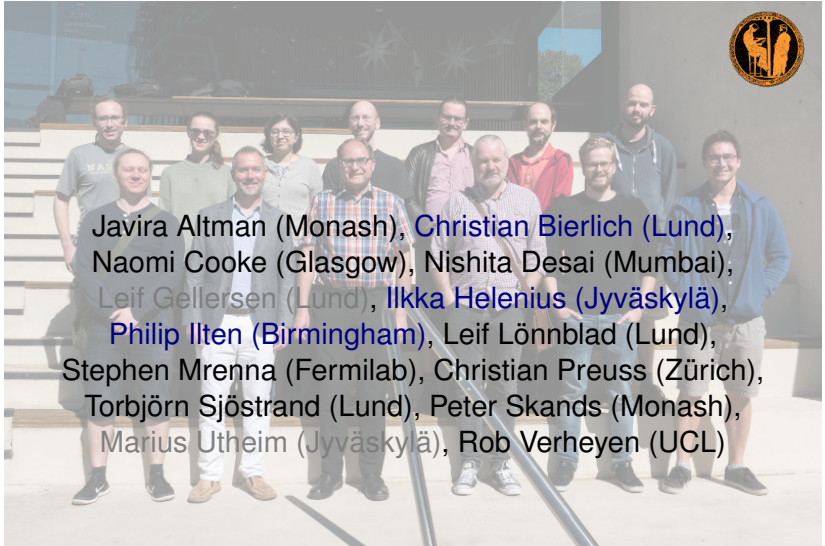 Javira Altman (Monash), Christian Bierlich (Lund),
Naomi Cooke (Glasgow), Nishita Desai (Mumbai),
Leif Gellersen (Lund), Ilkka Helenius (Jyväskylä),
Philip Ilten (Birmingham), Leif Lönnblad (Lund),
Stephen Mrenna (Fermilab), Christian Preuss (Zürich),
Torbjörn Sjöstrand (Lund), Peter Skands (Monash),
Marius Utheim (Jyväskylä), Rob Verheyen (UCL)